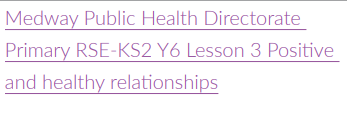 Medway Public Health Directorate
Primary RSE-KS2 Y6 Lesson 3 Positive
and healthy relationships